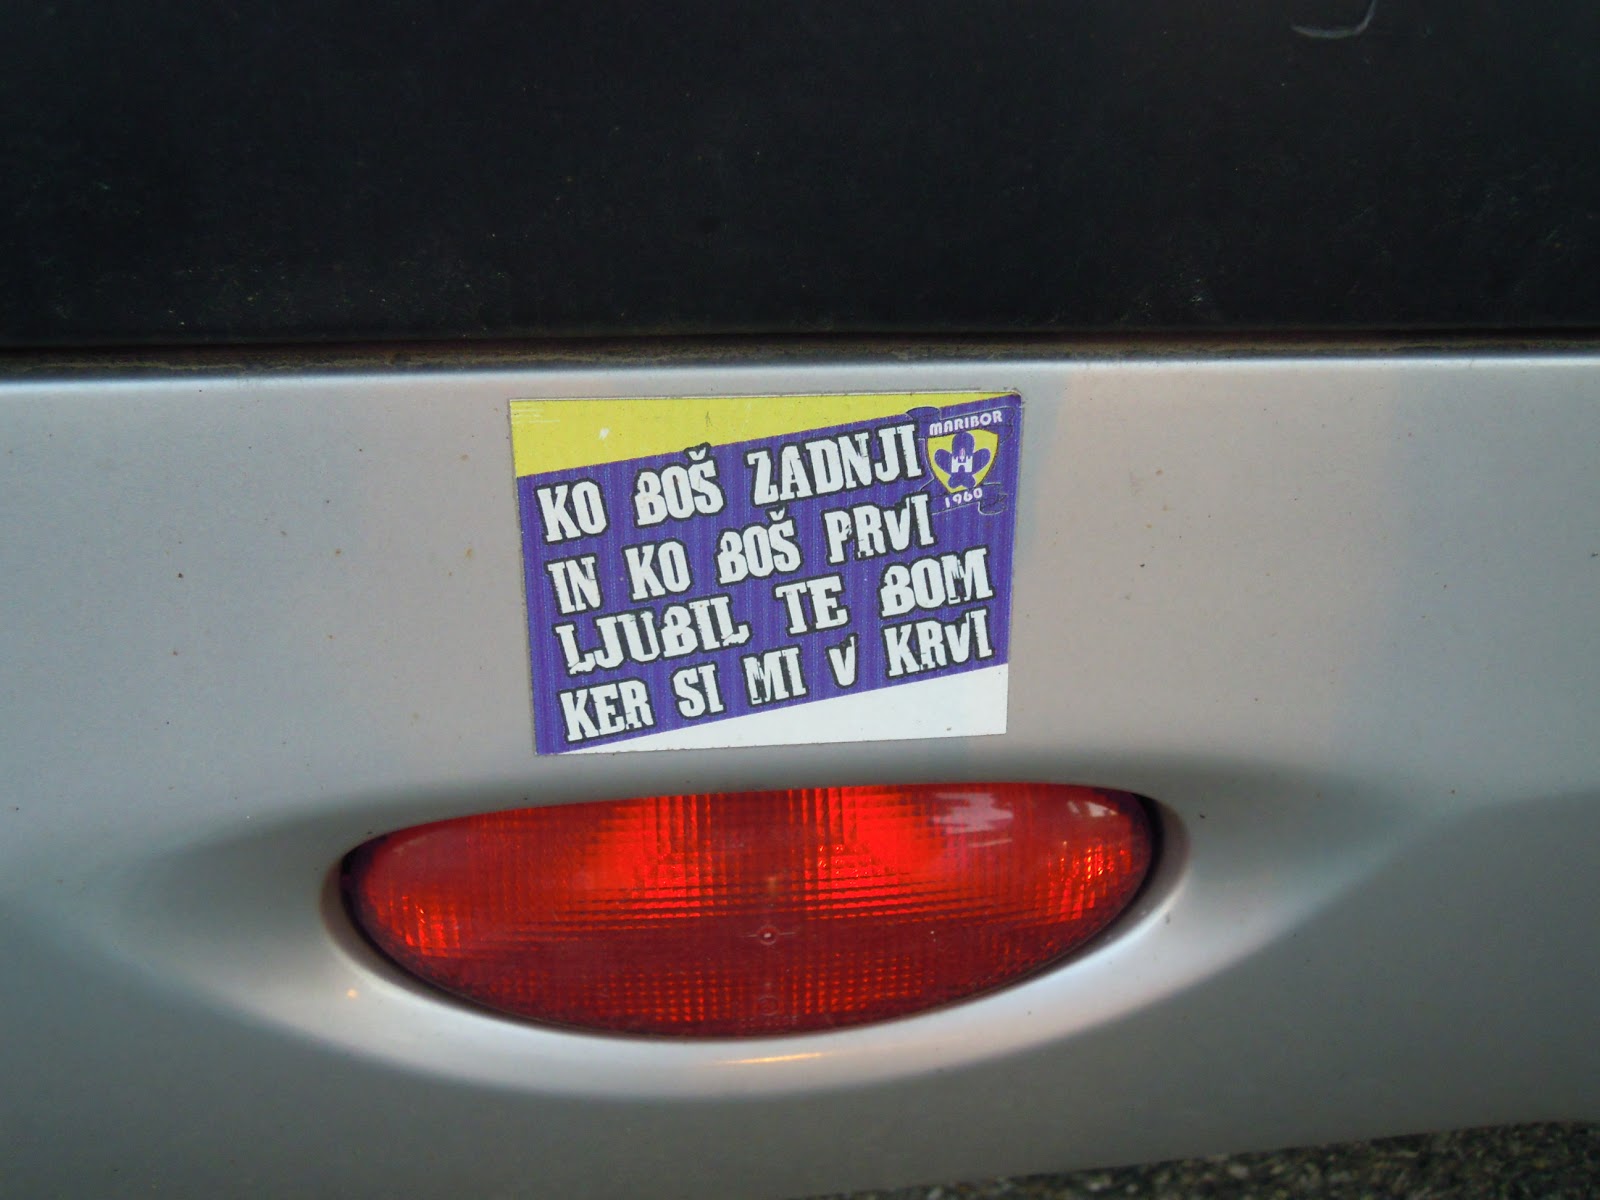 KO BOŠ ZADNJI
IN KO BOŠ PRVI
LJUBIL TE BOM
KER SI MI V KRVI
MARIBOR
1960